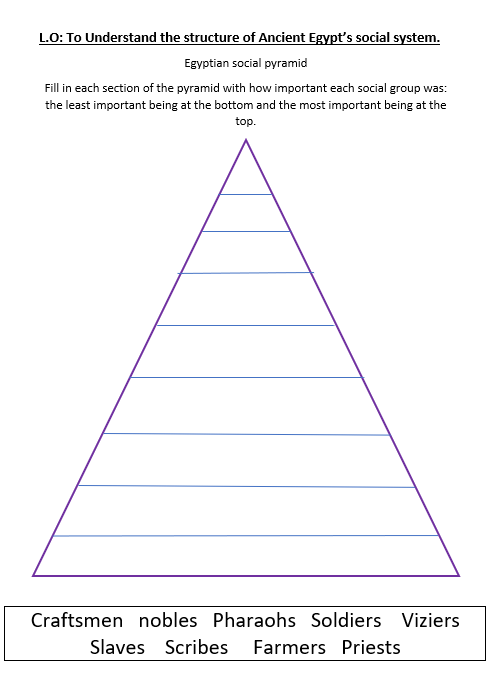 L.O: To Understand the structure of Ancient Egypt's social system.
Egyptian social pyramid
Fill in each section of the pyramid with how important each social group was:
the least important being at the bottom and the most important being at the
top.
Craftsmen nobles Pharaohs Soldiers Viziers
Slaves Scribes Farmers Priests